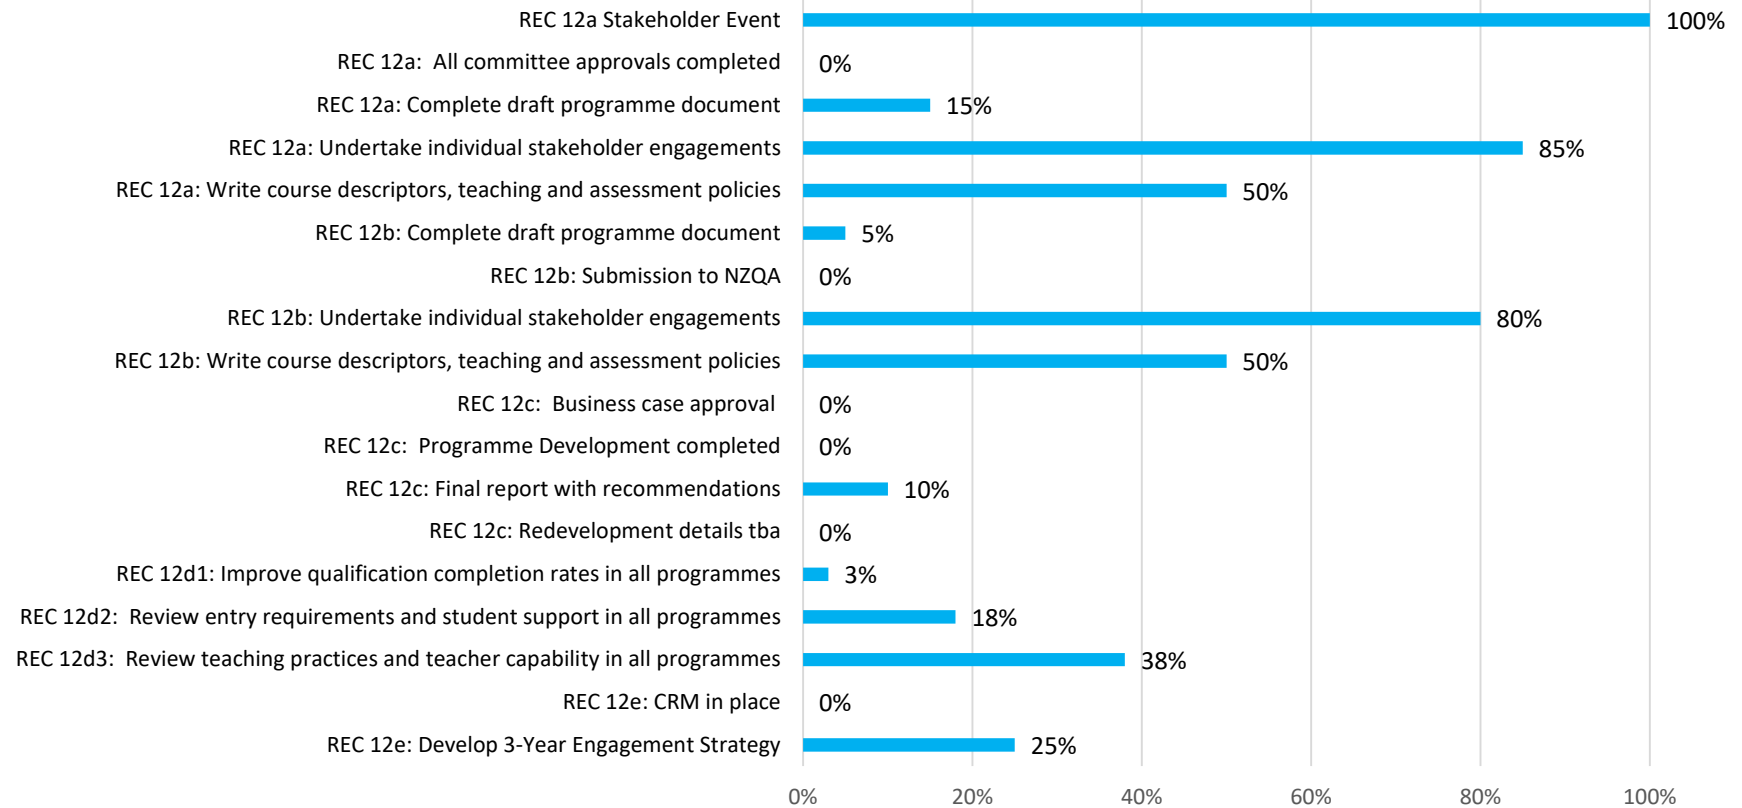 REC 12a Stakeholder Event 100%
REC 12a:  All committee approvals completed 0%
REC 12a: Complete draft programme document 15%
REC 12a: Undertake individual stakeholder engagements 85%
REC 12a: Write course descriptors, teaching and assessment policies 50%
REC 12b: Complete draft programme document 5%
REC 12b: Submission to NZQA 0%
REC 12b: Undertake individual stakeholder engagements 80%
REC 12b: Write course descriptors, teaching and assessment policies 50%
REC 12c:  Business case approval 0%
REC 12c:  Programme Development completed 0%
REC 12c: Final report with recommendations 10%
REC 12c: Redevelopment details tba 0%
REC 12d1: Improve qualification completion rates in all programmes 3%
REC 12d2:  Review entry requirements and student support in all programmes 18%
REC 12d3:  Review teaching practices and teacher capability in all programmes 38%
REC 12e: CRM in place 0%
REC 12e: Develop 3-Year Engagement Strategy 25%
0% 20% 40% 60% 80% 100%